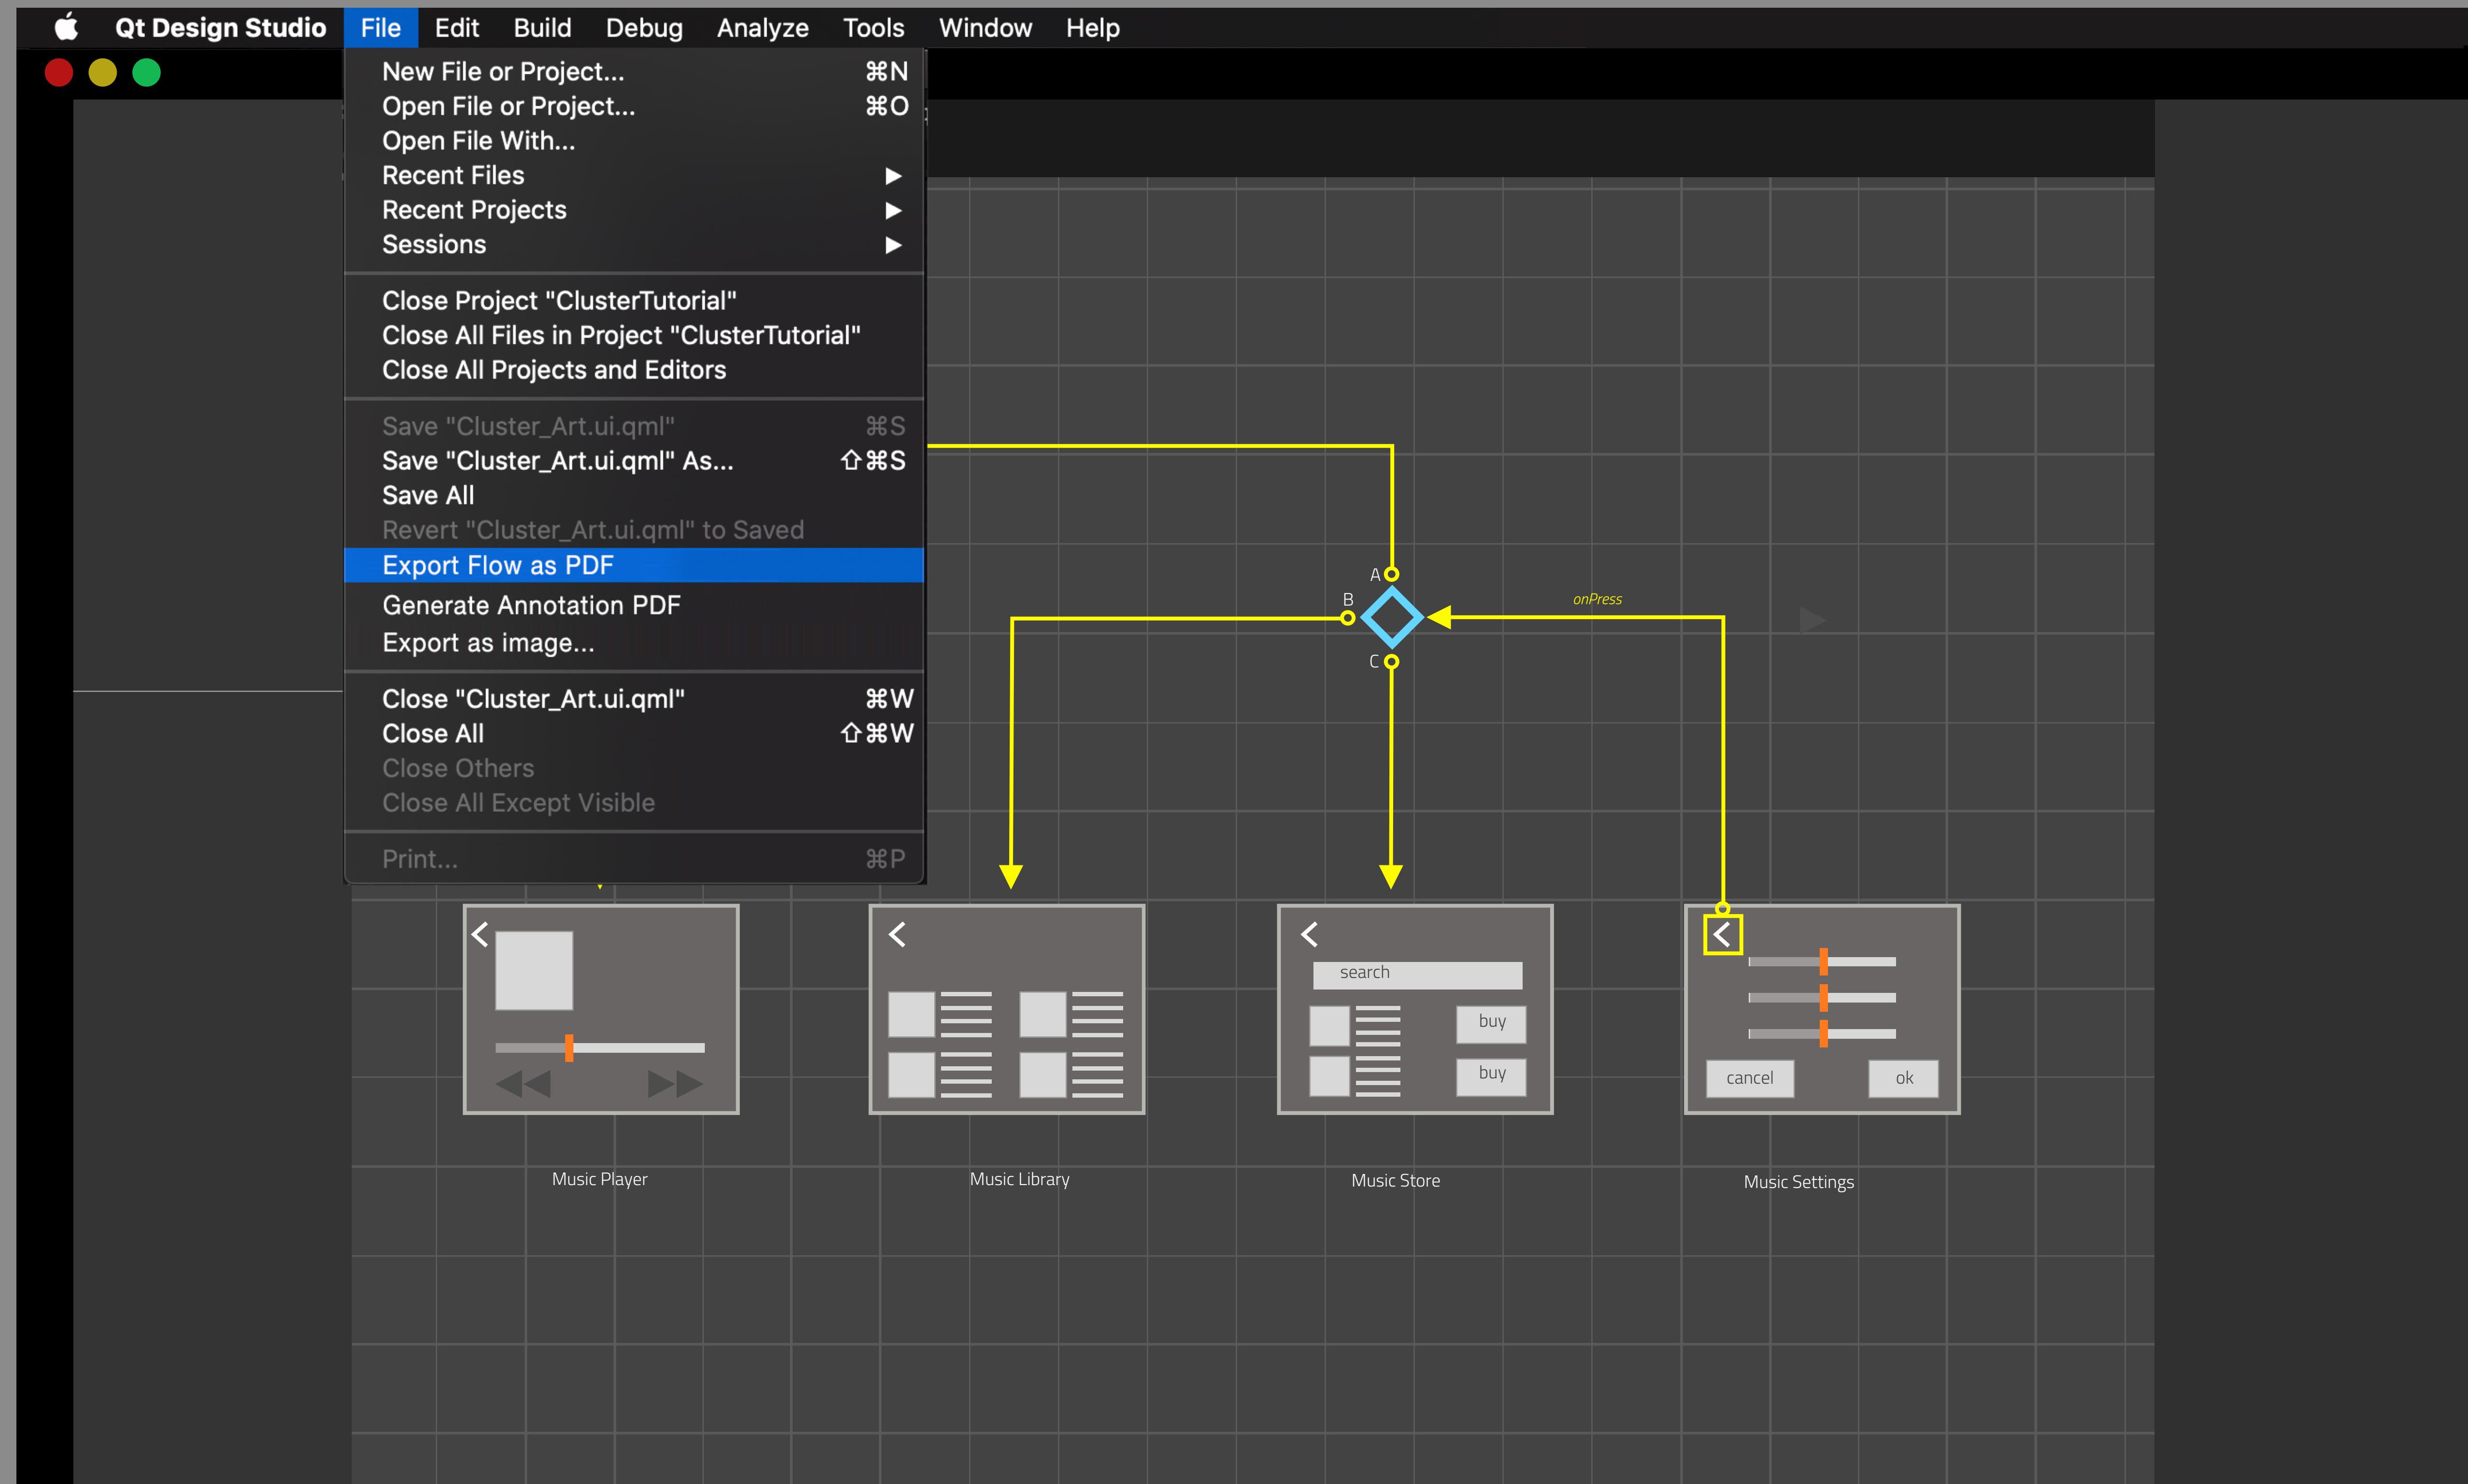 Qt Design Studio File Edit Build Debug Analyze Tools Window Help
New File or Project... ⌘N
Open File or Project... ⌘O
Open File With...
Recent Files ▶
Recent Projects ▶
Sessions ▶
Close Project "ClusterTutorial"
Close All Files in Project "ClusterTutorial"
Close All Projects and Editors
Save "Cluster_Art.ui.qml" ⌘S
Save "Cluster_Art.ui.qml" As... ⇧⌘S
Save All
Revert "Cluster_Art.ui.qml" to Saved
Export Flow as PDF
Generate Annotation PDF
Export as image...
Close "Cluster_Art.ui.qml" ⌘W
Close All ⇧⌘W
Close Others
Close All Except Visible
Print... ⌘P
A
B
onPress
C
search
buy
buy
cancel
ok
Music Player
Music Library
Music Store
Music Settings